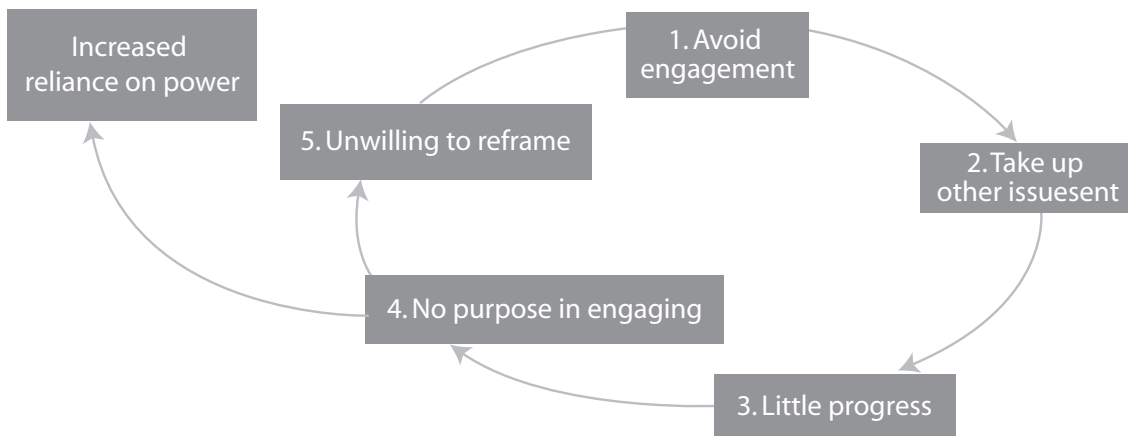 Increased
reliance on power
1. Avoid
engagement
2. Take up
other issuesent
3. Little progress
4. No purpose in engaging
5. Unwilling to reframe